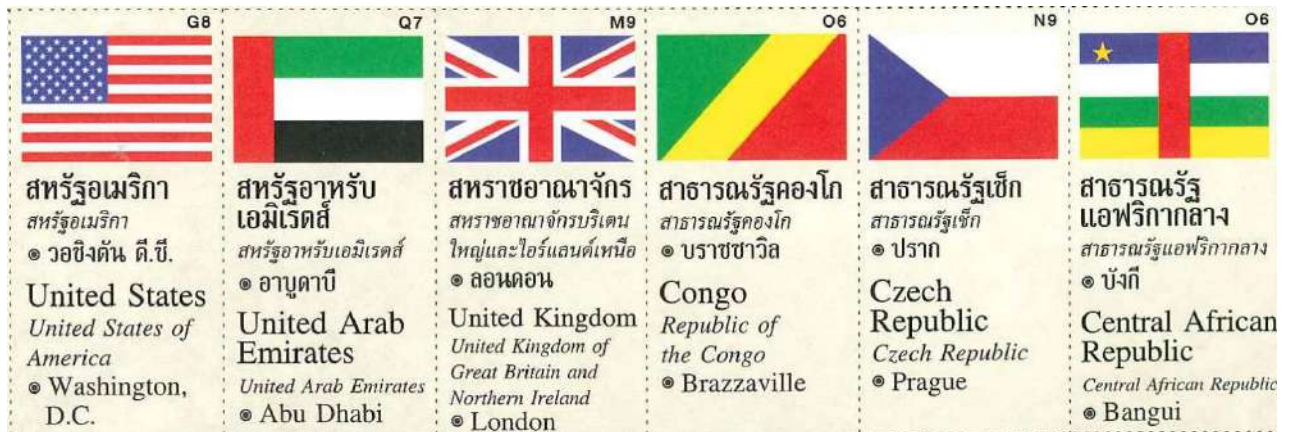 G8
สหรัฐอเมริกา
สหรัฐอเมริกา
วอชิงตัน ดี.ซี.
United States
United States of
America
Washington,
D.C.
Q7
สหรัฐอาหรับ
เอมิเรตส์
สหรัฐอาหรับเอมิเรตส์
อาบูดาบี
United Arab
Emirates
United Arab Emirates
Abu Dhabi
M9
สหราชอาณาจักร
สหราชอาณาจักรบริเตน
ใหญ่และไอร์แลนด์เหนือ
ลอนดอน
United Kingdom
United Kingdom of
Great Britain and
Northern Ireland
London
O6
สาธารณรัฐคองโก
สาธารณรัฐคองโก
บราซซาวิล
Congo
Republic of
the Congo
Brazzaville
N9
สาธารณรัฐเช็ก
สาธารณรัฐเช็ก
ปราก
Czech
Republic
Czech Republic
Prague
O6
สาธารณรัฐ
แอฟริกากลาง
สาธารณรัฐแอฟริกากลาง
บังกี
Central African
Republic
Central African Republic
Bangui